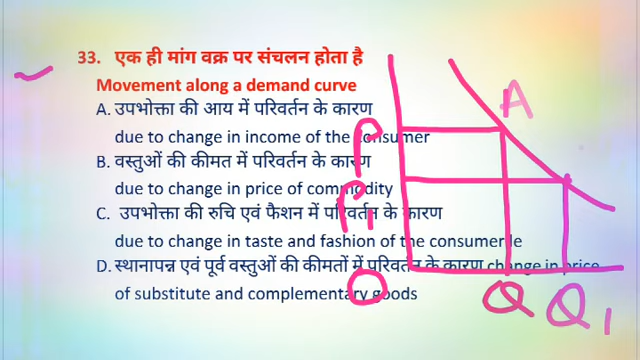 33. एक ही मांग वक्र पर संचलन होता है
Movement along a demand curve
A. उपभोक्ता की आय में परिवर्तन के कारण
due to change in income of the consumer
B. वस्तुओं की कीमत में परिवर्तन के कारण
due to change in price of commodity
C. उपभोक्ता की रुचि एवं फैशन में परिवर्तन के कारण
due to change in taste and fashion of the consumer le
D. स्थानापन्न एवं पूर्व वस्तुओं की कीमतों में परिवर्तन के कारण change in price
of substitute and complementary goods
A
P
P1
O
Q
Q1